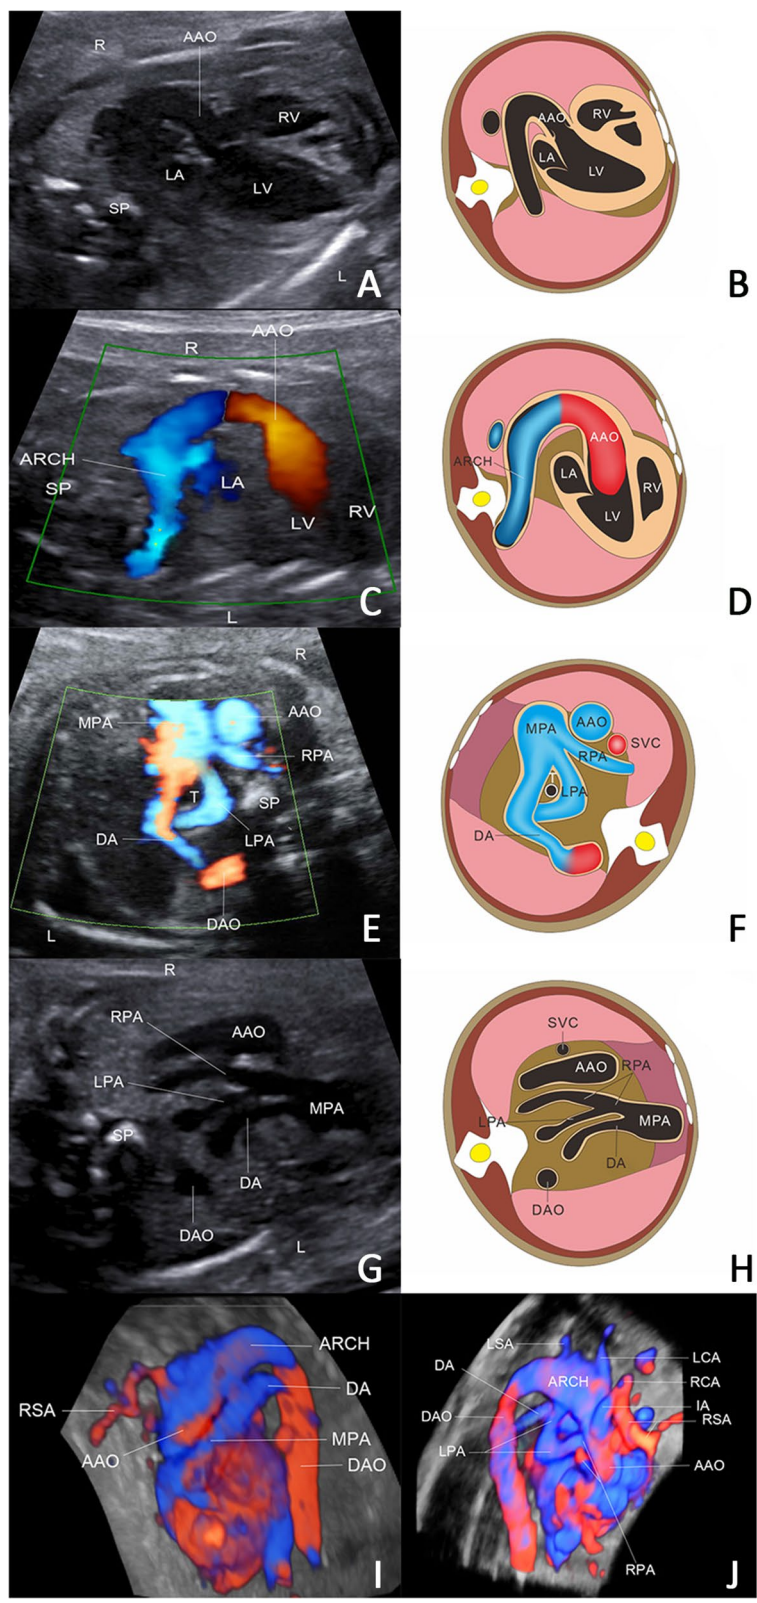 R
AAO
RV
LA
LV
SP
L
A
AAO
RV
LA
LV
B
R
AAO
ARCH
SP
LA
LV
RV
L
C
AAO
ARCH
LA
RV
LV
D
R
MPA
AAO
RPA
T
SP
DA
LPA
DAO
L
E
MPA
AAO
SVC
RPA
T
LPA
DA
F
R
RPA
AAO
LPA
MPA
SP
DA
DAO
L
G
SVC
AAO
RPA
LPA
MPA
DA
DAO
H
ARCH
DA
RSA
AAO
MPA
DAO
I
LSA
LCA
DA
ARCH
RCA
DAO
IA
RSA
LPA
AAO
RPA
J